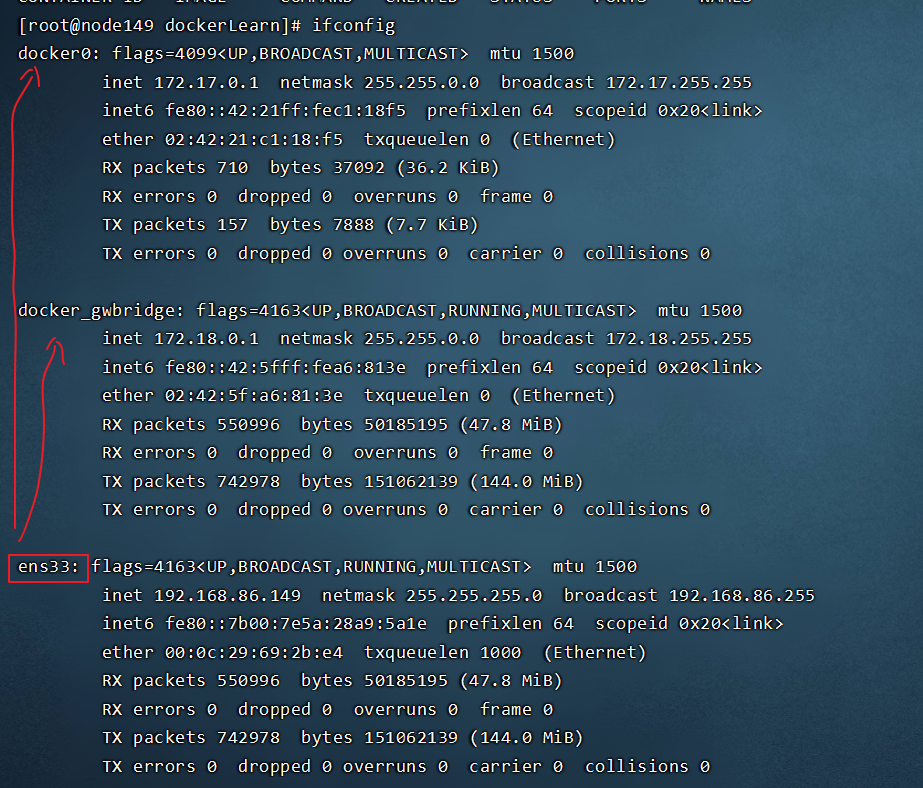 [root@node149 dockerLearn]# ifconfig
docker0: flags=4099<UP,BROADCAST,MULTICAST>  mtu 1500
        inet 172.17.0.1  netmask 255.255.0.0  broadcast 172.17.255.255
        inet6 fe80::42:21ff:fec1:18f5  prefixlen 64  scopeid 0x20<link>
        ether 02:42:21:c1:18:f5  txqueuelen 0  (Ethernet)
        RX packets 710  bytes 37092 (36.2 KiB)
        RX errors 0  dropped 0  overruns 0  frame 0
        TX packets 157  bytes 7888 (7.7 KiB)
        TX errors 0  dropped 0 overruns 0  carrier 0  collisions 0
docker_gwbridge: flags=4163<UP,BROADCAST,RUNNING,MULTICAST>  mtu 1500
        inet 172.18.0.1  netmask 255.255.0.0  broadcast 172.18.255.255
        inet6 fe80::42:5fff:fea6:813e  prefixlen 64  scopeid 0x20<link>
        ether 02:42:5f:a6:81:3e  txqueuelen 0  (Ethernet)
        RX packets 550996  bytes 50185195 (47.8 MiB)
        RX errors 0  dropped 0  overruns 0  frame 0
        TX packets 742978  bytes 151062139 (144.0 MiB)
        TX errors 0  dropped 0 overruns 0  carrier 0  collisions 0
ens33: flags=4163<UP,BROADCAST,RUNNING,MULTICAST>  mtu 1500
        inet 192.168.86.149  netmask 255.255.255.0  broadcast 192.168.86.255
        inet6 fe80::7b00:7e5a:28a9:5a1e  prefixlen 64  scopeid 0x20<link>
        ether 00:0c:29:69:2b:e4  txqueuelen 1000  (Ethernet)
        RX packets 550996  bytes 50185195 (47.8 MiB)
        RX errors 0  dropped 0  overruns 0  frame 0
        TX packets 742978  bytes 151062139 (144.0 MiB)
        TX errors 0  dropped 0 overruns 0  carrier 0  collisions 0